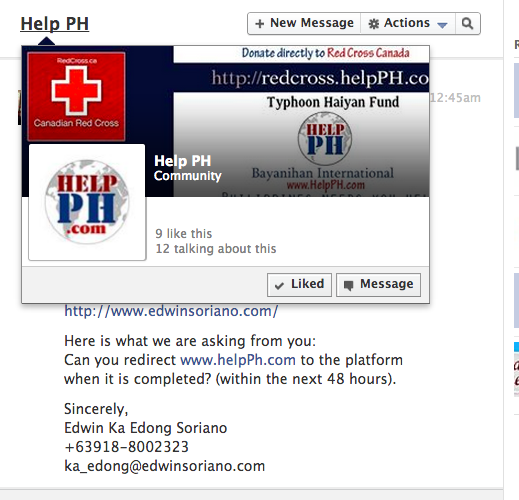 Help PH
+ New Message
Actions
RedCross.ca
Canadian Red Cross
Donate directly to Red Cross Canada
http://redcross.helpPH.co
Typhoon Haiyan Fund
HELP
PH
Bayanihan International
www.HelpPH.com
12:45am
HELP
PH
.com
Help PH
Community
9 like this
12 talking about this
Liked
Message
http://www.edwinsoriano.com/
Here is what we are asking from you:
Can you redirect www.helpPh.com to the platform
when it is completed? (within the next 48 hours).
Sincerely,
Edwin Ka Edong Soriano
+63918-8002323
ka_edong@edwinsoriano.com